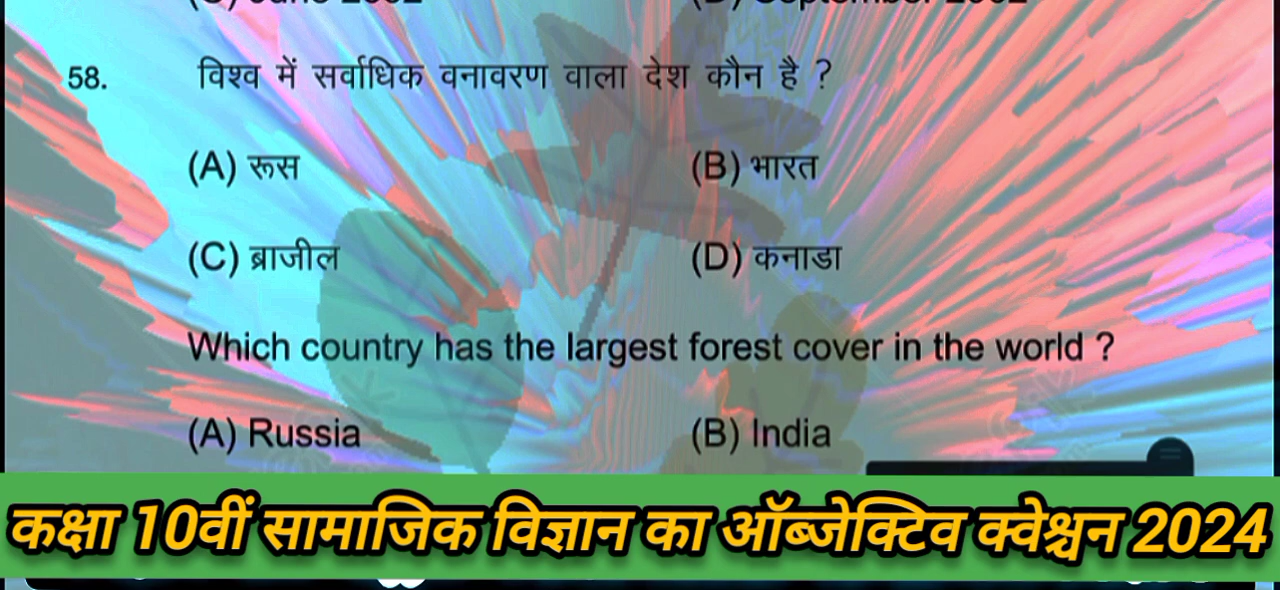 58. विश्व में सर्वाधिक वनावरण वाला देश कौन है ?
(A) रूस (B) भारत
(C) ब्राजील (D) कनाडा
Which country has the largest forest cover in the world ?
(A) Russia (B) India
कक्षा 10वीं सामाजिक विज्ञान का ऑब्जेक्टिव क्वेश्चन 2024